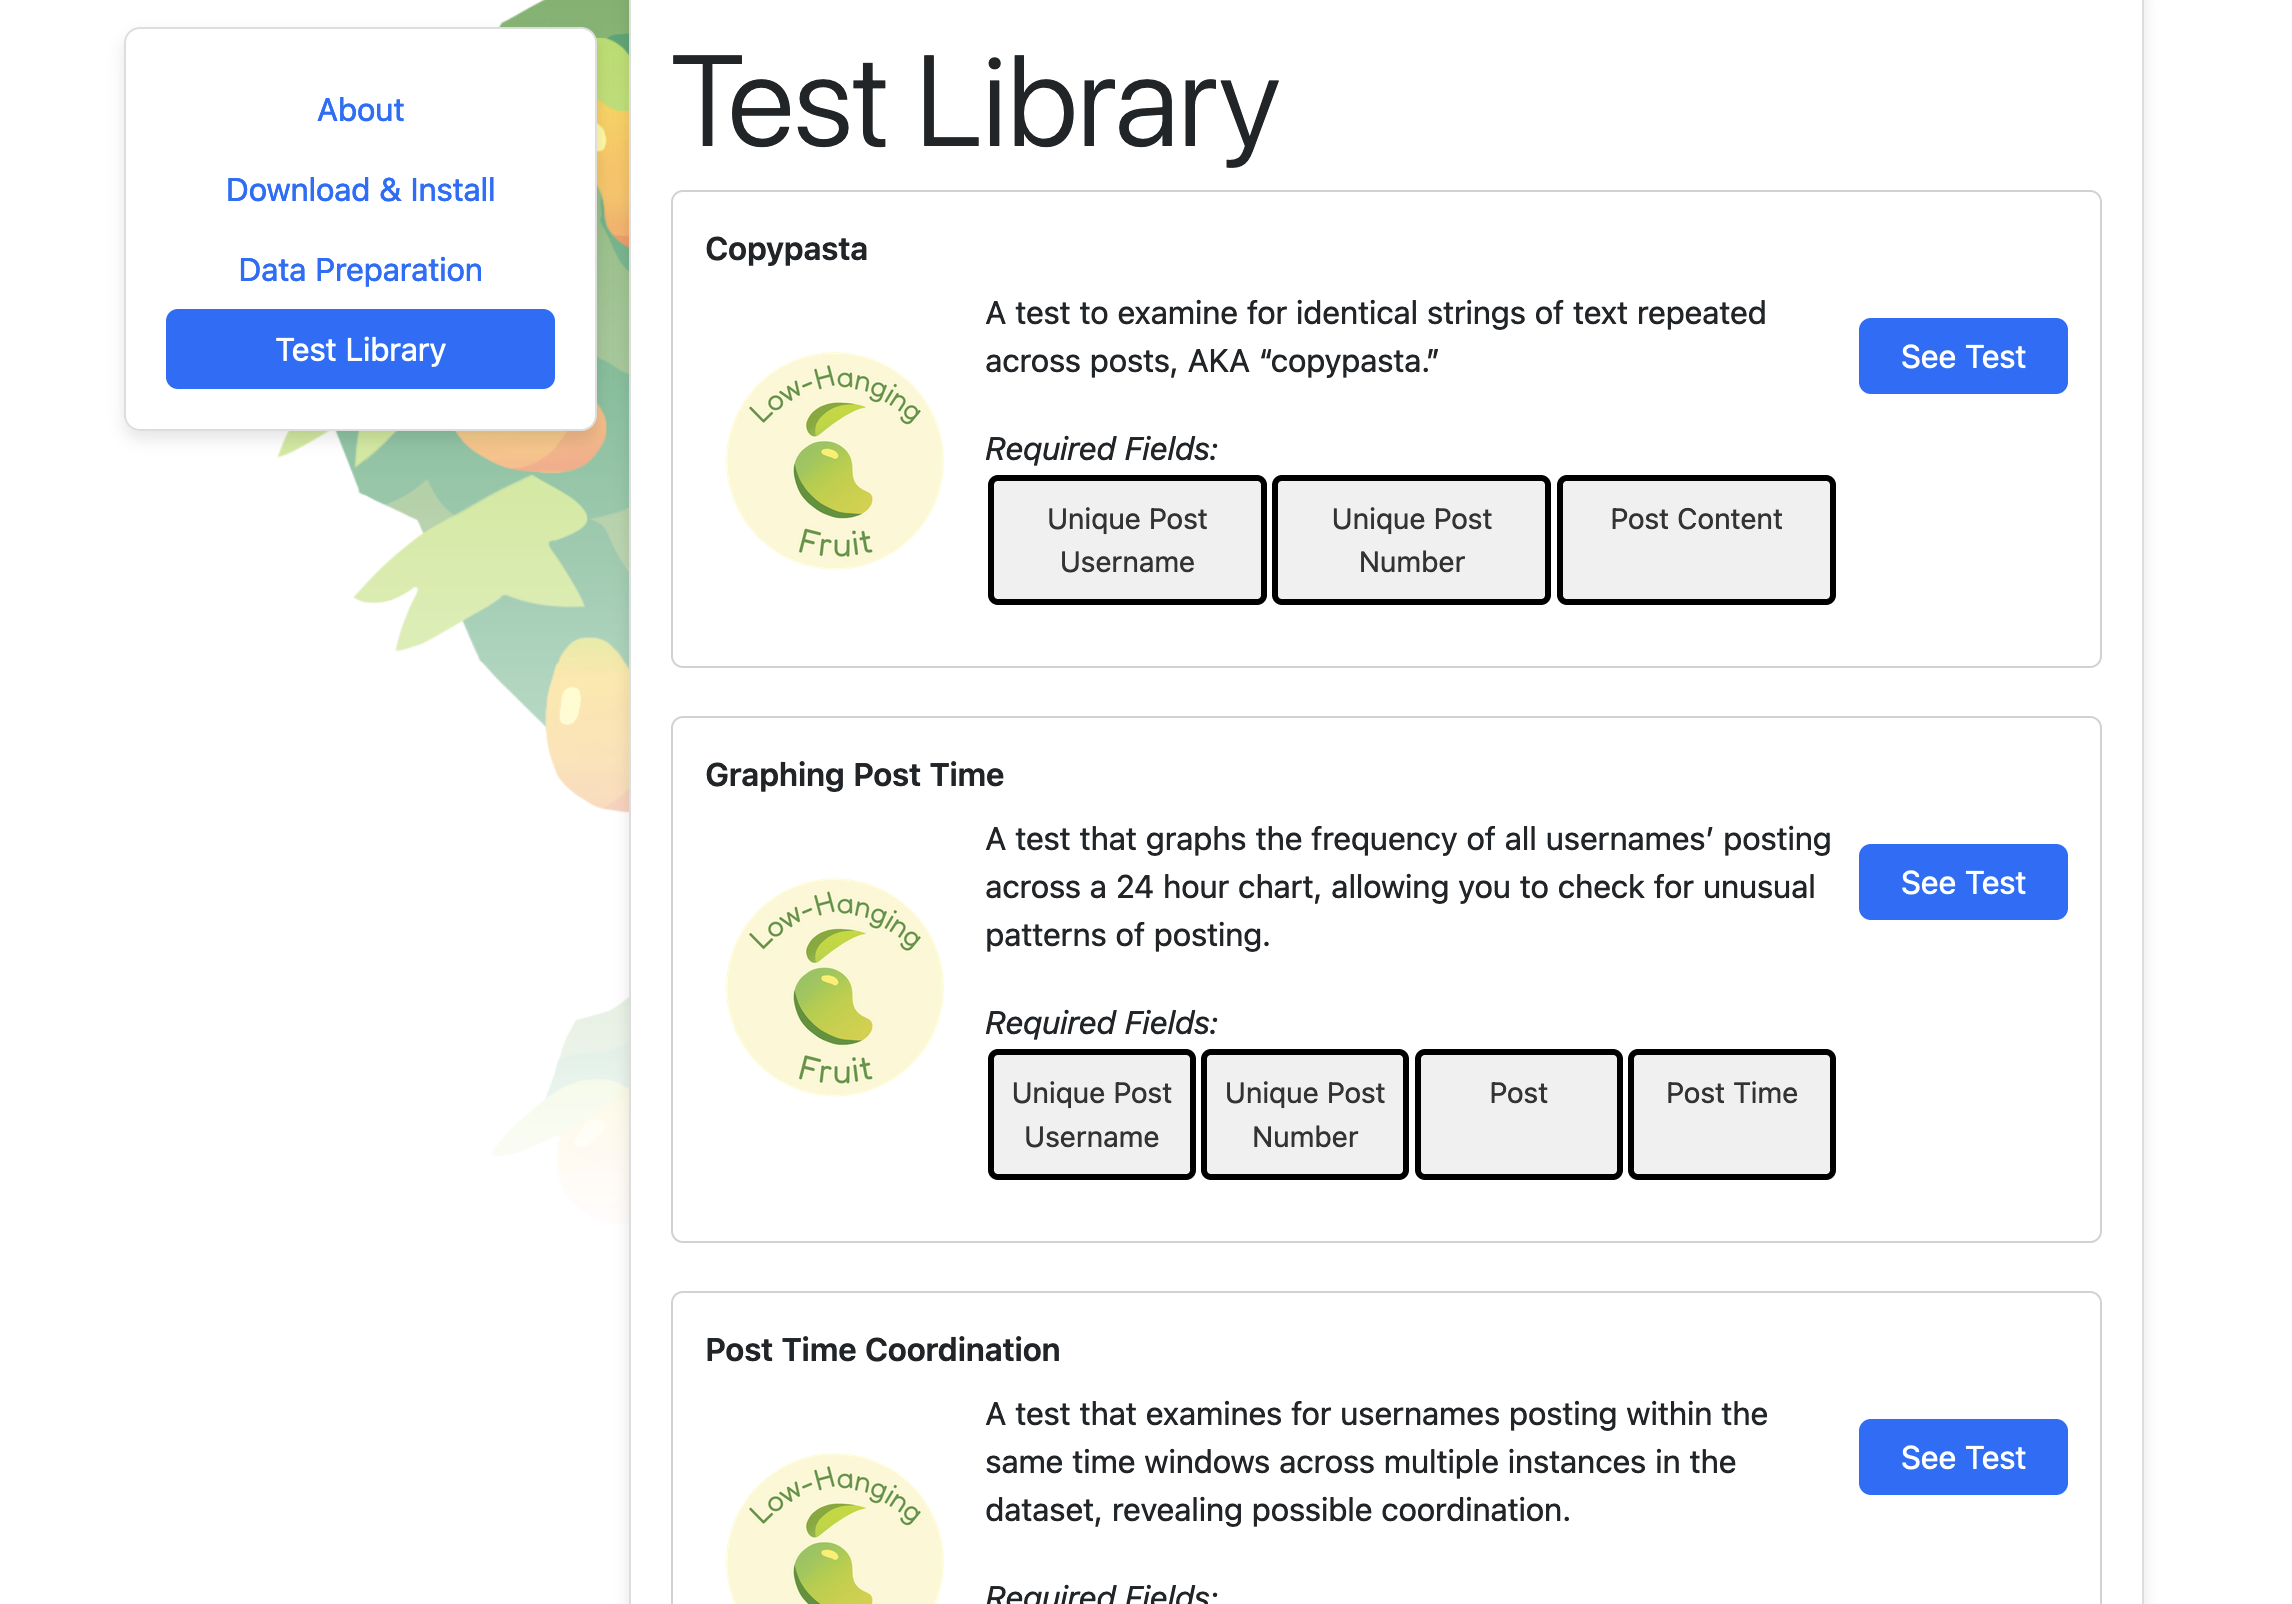 About
Download & Install
Data Preparation
Test Library
Test Library
Copypasta
Low-Hanging
Fruit
A test to examine for identical strings of text repeated
across posts, AKA “copypasta.”
See Test
Required Fields:
Unique Post
Username
Unique Post
Number
Post Content
Graphing Post Time
Low-Hanging
Fruit
A test that graphs the frequency of all usernames’ posting
across a 24 hour chart, allowing you to check for unusual
patterns of posting.
See Test
Required Fields:
Unique Post
Username
Unique Post
Number
Post
Post Time
Post Time Coordination
Low-Hanging
A test that examines for usernames posting within the
same time windows across multiple instances in the
dataset, revealing possible coordination.
See Test
Required Fields: